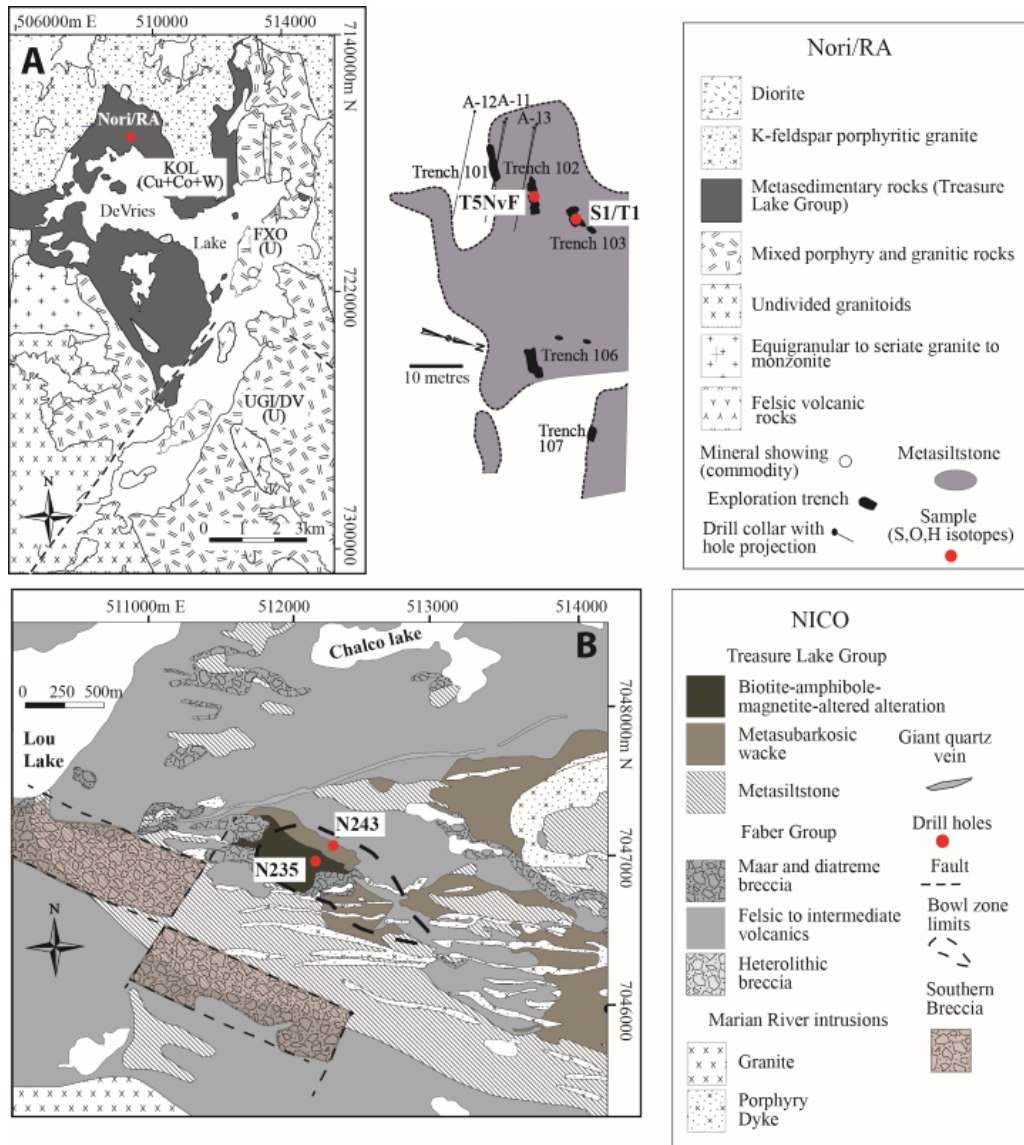 506000m E
510000
514000
A
7140000m N
Nori/RA
KOL
(Cu+Co+W)
DeVries
Lake
FXO
(U)
7220000
UGI/DV
(U)
N
0 1 2 3km
7300000
A-12
A-11
A-13
Trench 101
Trench 102
T5NvF
S1/T1
Trench 103
N
10 metres
Trench 106
Trench
107
Nori/RA
Diorite
K-feldspar porphyritic granite
Metasedimentary rocks (Treasure
Lake Group)
Mixed porphyry and granitic rocks
Undivided granitoids
Equigranular to seriate granite to
monzonite
Felsic volcanic
rocks
Mineral showing
(commodity)
Exploration trench
Drill collar with
hole projection
Metasiltstone
Sample
(S,O,H isotopes)
511000m E
512000
513000
514000
B
Chalco lake
0 250 500m
Lou
Lake
7048000m N
N243
N235
7047000
N
7046000
NICO
Treasure Lake Group
Biotite-amphibole-
magnetite-altered alteration
Metasubarkosic
wacke
Metasiltstone
Faber Group
Maar and diatreme
breccia
Felsic to intermediate
volcanics
Heterolithic
breccia
Marian River intrusions
Granite
Porphyry
Dyke
Giant quartz
vein
Drill holes
Fault
Bowl zone
limits
Southern
Breccia